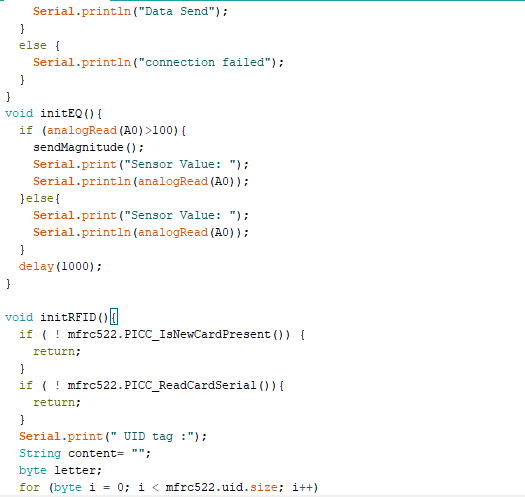 Serial.println("Data Send");
}
else {
Serial.println("connection failed");
}
}
void initEQ(){
if (analogRead(A0)>100){
sendMagnitude();
Serial.print("Sensor Value: ");
Serial.println(analogRead(A0));
}else{
Serial.print("Sensor Value: ");
Serial.println(analogRead(A0));
}
delay(1000);
}
void initRFID(){
if ( ! mfrc522.PICC_IsNewCardPresent()) {
return;
}
if ( ! mfrc522.PICC_ReadCardSerial()){
return;
}
Serial.print(" UID tag :");
String content= "";
byte letter;
for (byte i = 0; i < mfrc522.uid.size; i++)